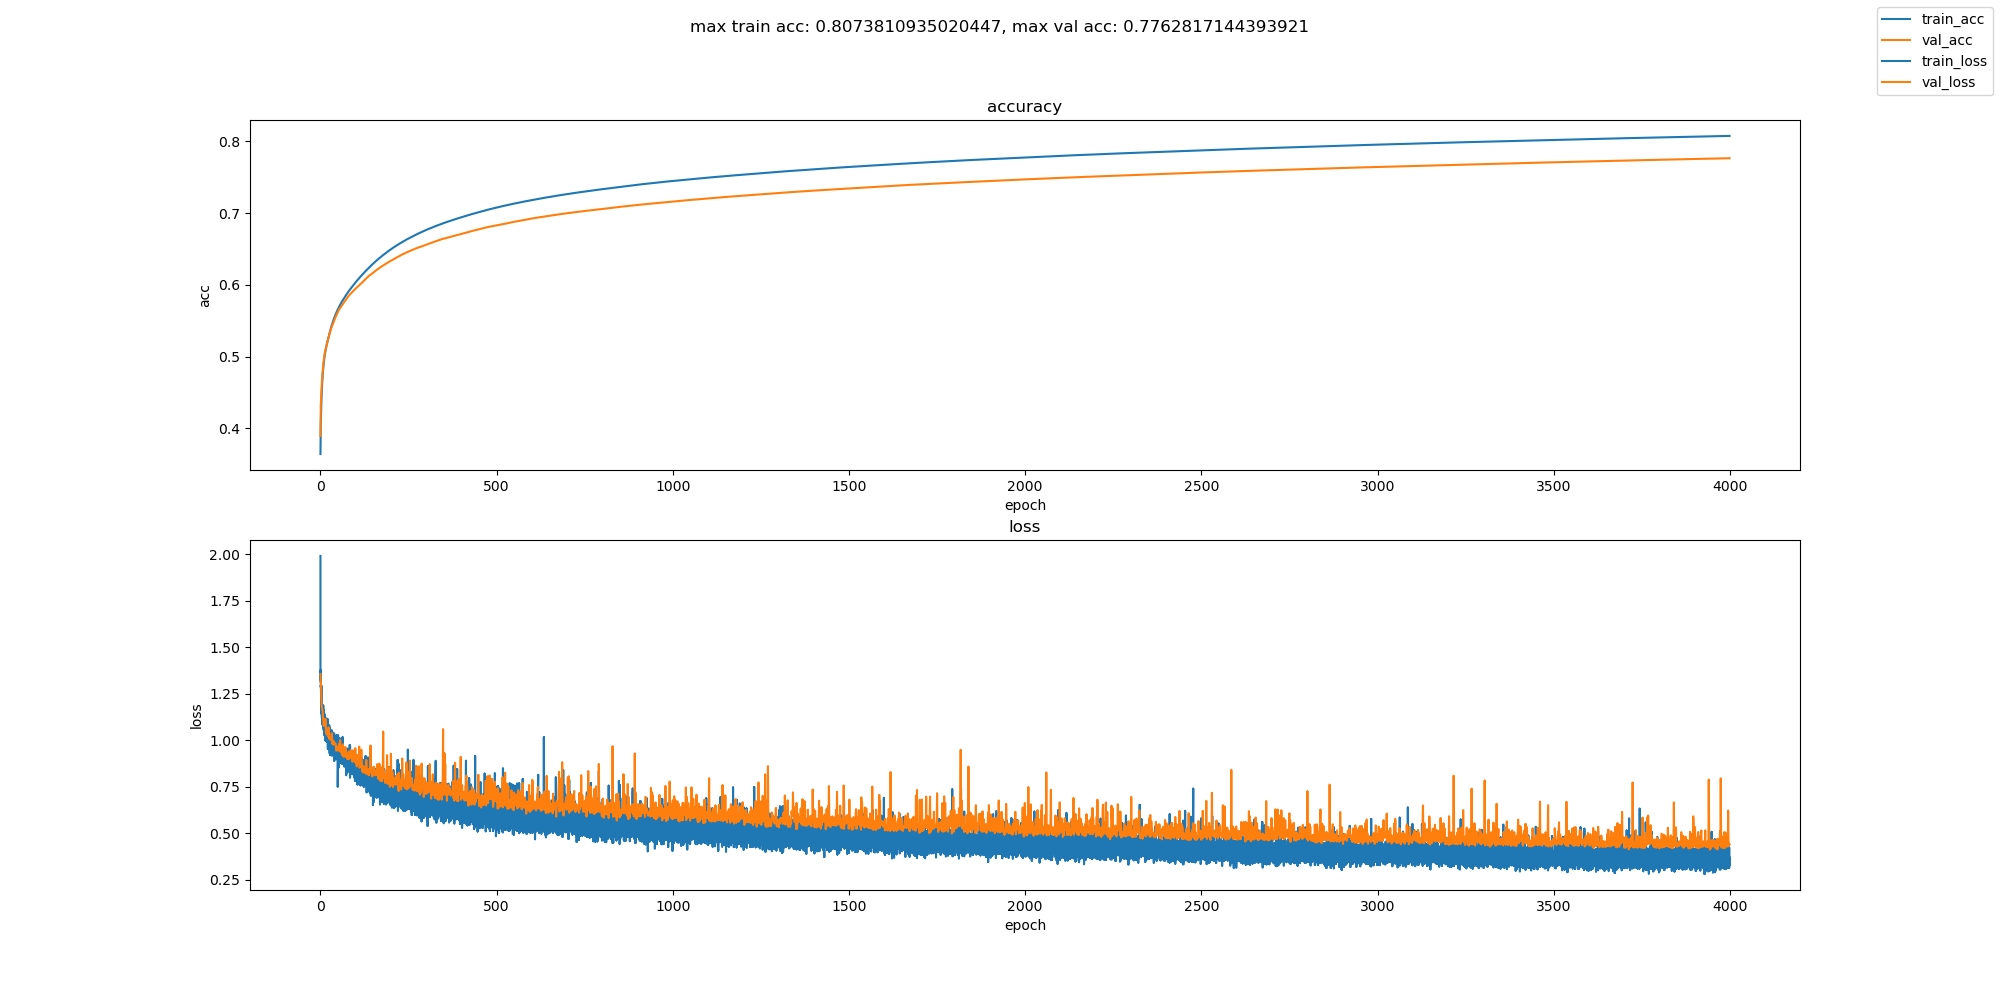 max train acc: 0.8073810935020447, max val acc: 0.7762817144393921
train_acc
val_acc
train_loss
val_loss
accuracy
acc
0.8
0.7
0.6
0.5
0.4
0 500 1000 1500 2000 2500 3000 3500 4000
epoch
loss
loss
2.00
1.75
1.50
1.25
1.00
0.75
0.50
0.25
0 500 1000 1500 2000 2500 3000 3500 4000
epoch